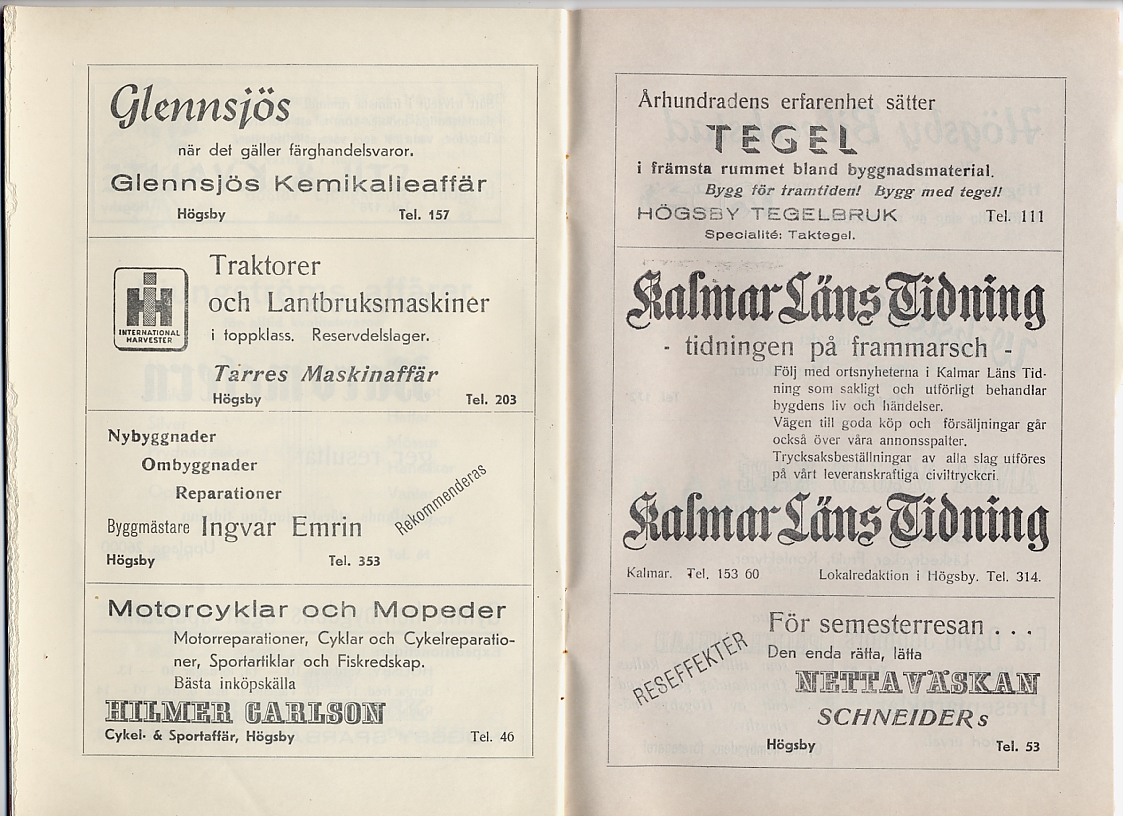 Glennsjös
när det gäller färghandelsvaror.
Glennsjös Kemikalieaffär
Högsby Tel. 157
Traktorer
och Lantbruksmaskiner
i toppklass. Reservdelslager.
INTERNATIONAL
HARVESTER
Tarres Maskinaffär
Högsby Tel. 203
Nybyggnader
Ombyggnader
Reparationer
Rekommenderas
Byggmästare Ingvar Emrin
Högsby Tel. 353
Motorcyklar och Mopeder
Motorreparationer, Cyklar och Cykelreparatio-
ner, Sportartiklar och Fiskredskap.
Bästa inköpskälla
HILMER CARLSON
Cykel- & Sportaffär, Högsby Tel. 46
Århundradens erfarenhet sätter
TEGEL
i främsta rummet bland byggnadsmaterial.
Bygg för framtiden! Bygg med tegel!
HÖGSBY TEGELBRUK Tel. 111
Specialité: Taktegel.
Kalmar Läns Tidning
- tidningen på frammarsch -
Följ med ortsnyheterna i Kalmar Läns Tid-
ning som sakligt och utförligt behandlar
bygdens liv och händelser.
Vägen till goda köp och försäljningar går
också över våra annonsspalter.
Trycksaksbeställningar av alla slag utföres
på vårt leveranskraftiga civiltryckeri.
Kalmar Läns Tidning
Kalmar. Tel. 153 60 Lokalredaktion i Högsby. Tel. 314.
RESEFFEKTER
För semesterresan . . .
Den enda rätta, lätta
NETTAVÄSKAN
SCHNEIDERs
Högsby Tel. 53